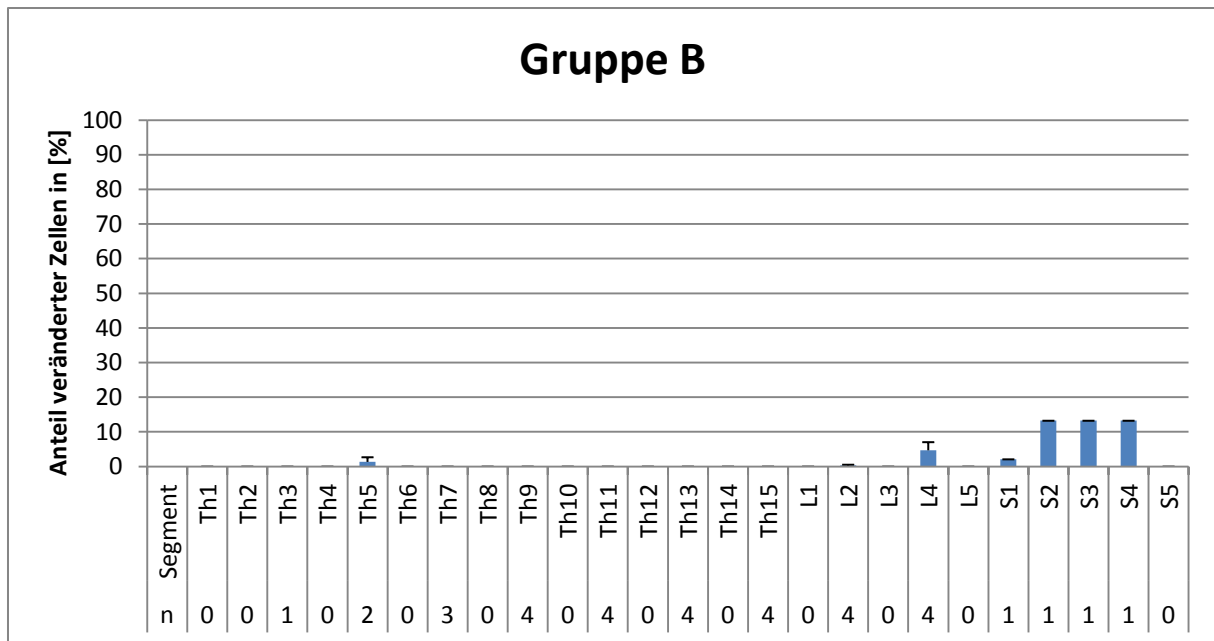 Gruppe B
Anteil veränderter Zellen in [%]
100
90
80
70
60
50
40
30
20
10
0
Segment Th1 Th2 Th3 Th4 Th5 Th6 Th7 Th8 Th9 Th10 Th11 Th12 Th13 Th14 Th15 L1 L2 L3 L4 L5 S1 S2 S3 S4 S5
n 0 0 1 0 2 0 3 0 4 0 4 0 4 0 4 0 4 0 4 0 1 1 1 1 0